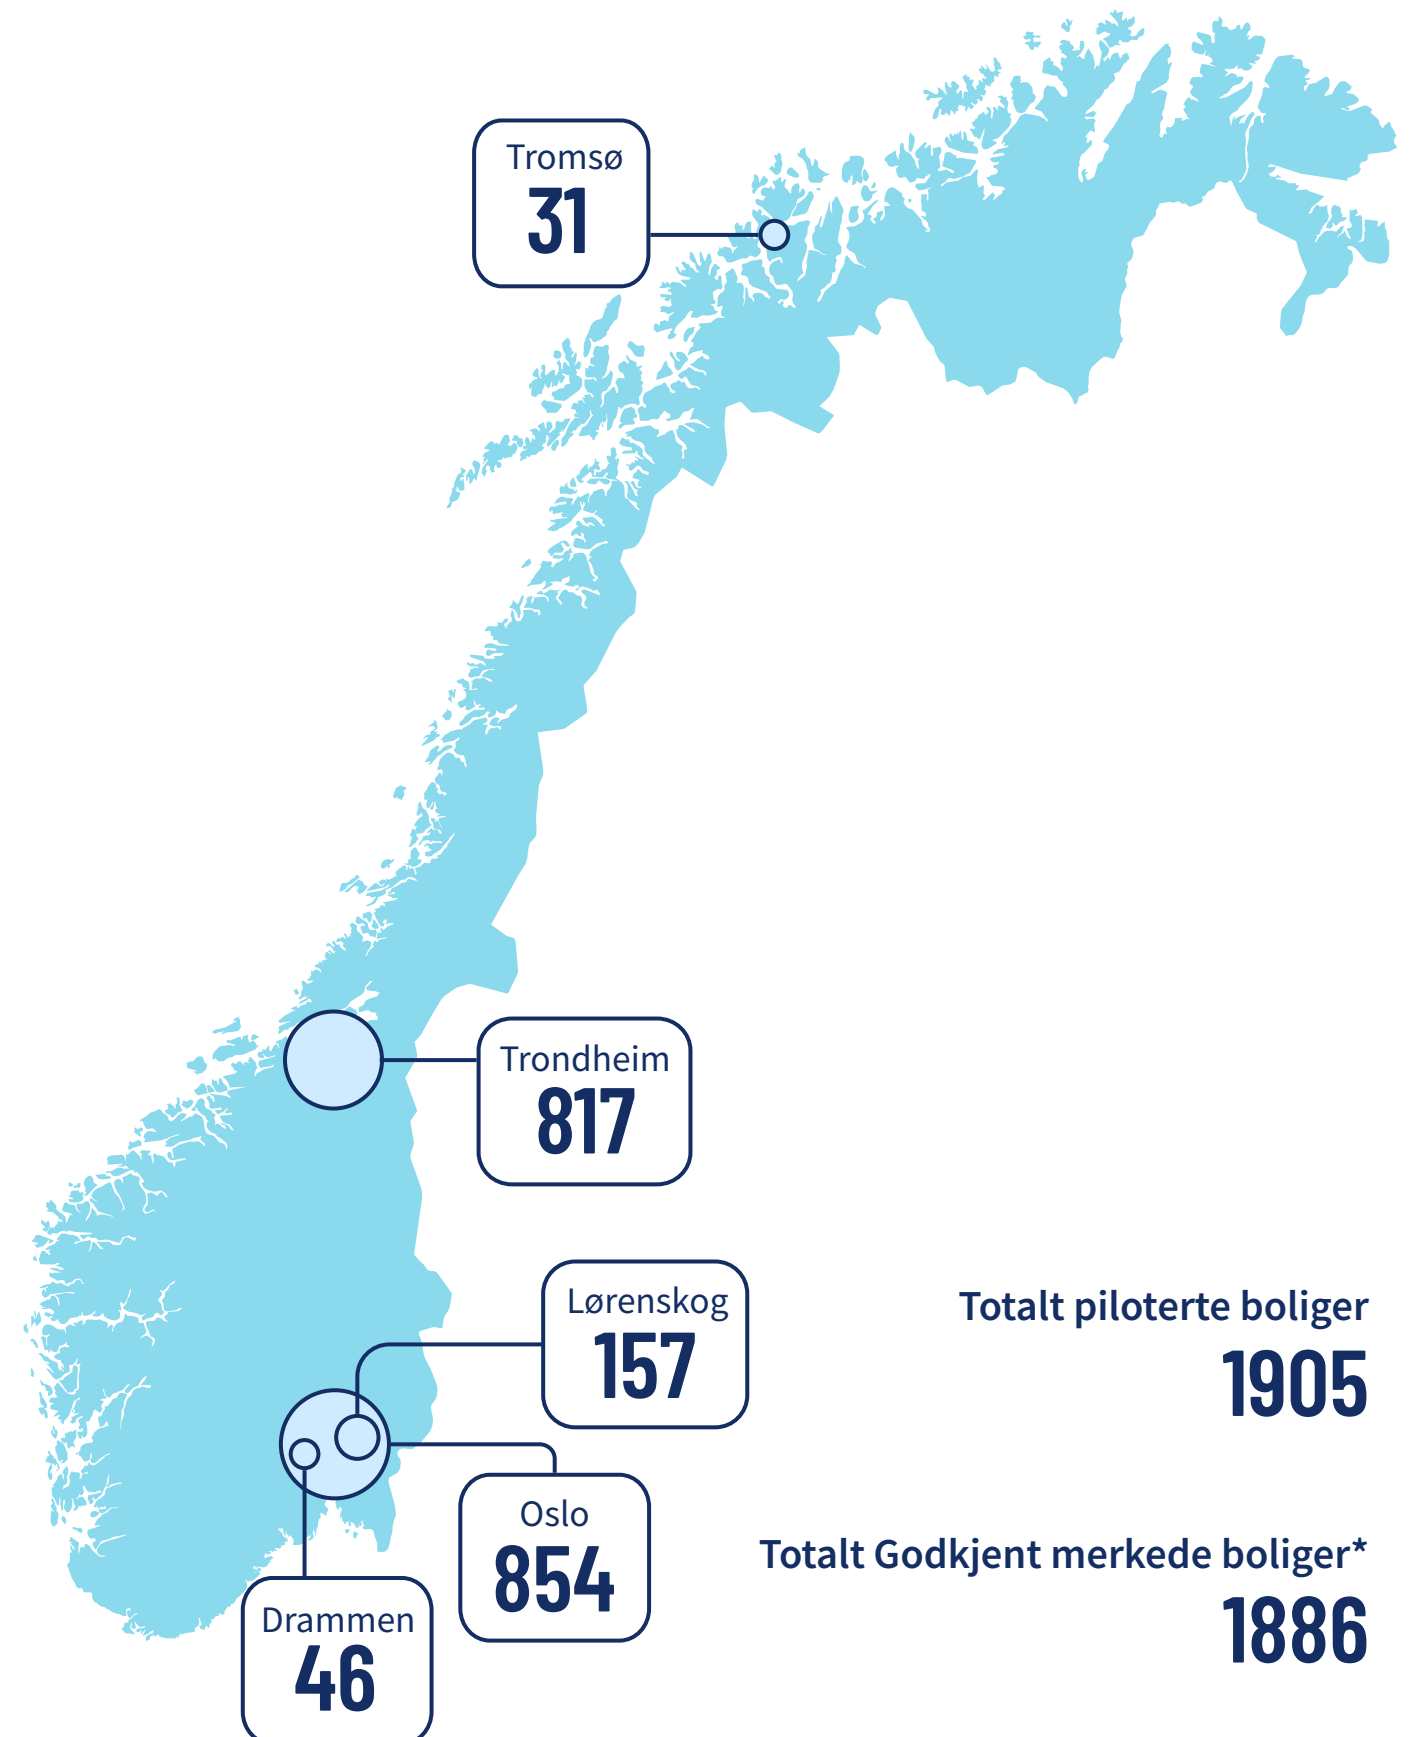 Tromsø
31
Trondheim
817
Lørenskog
157
Totalt piloterte boliger
1905
Oslo
854
Totalt Godkjent merkede boliger*
1886
Drammen
46